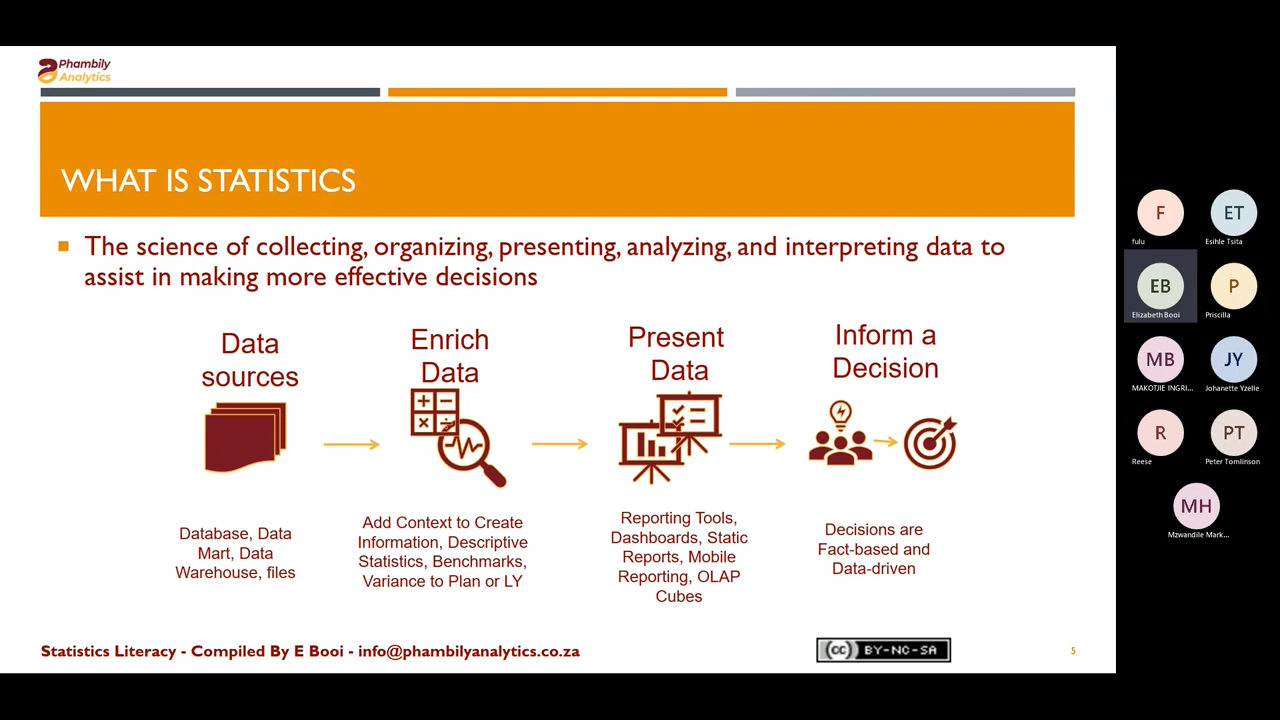 Phambily
Analytics
WHAT IS STATISTICS
The science of collecting, organizing, presenting, analyzing, and interpreting data to
assist in making more effective decisions
Data
sources
Enrich
Data
Present
Data
Inform a
Decision
Database, Data
Mart, Data
Warehouse, files
Add Context to Create
Information, Descriptive
Statistics, Benchmarks,
Variance to Plan or LY
Reporting Tools,
Dashboards, Static
Reports, Mobile
Reporting, OLAP
Cubes
Decisions are
Fact-based and
Data-driven
Statistics Literacy - Compiled By E Booi - info@phambilyanalytics.co.za
cc BY-NC-SA
5
F
fulu
ET
Esihle Tsita
EB
Elizabeth Booi
P
Priscilla
MB
MAKOTJIE INGRI...
JY
Johanette Yzelle
R
Reese
PT
Peter Tomlinson
MH
Mzwandile Mark...